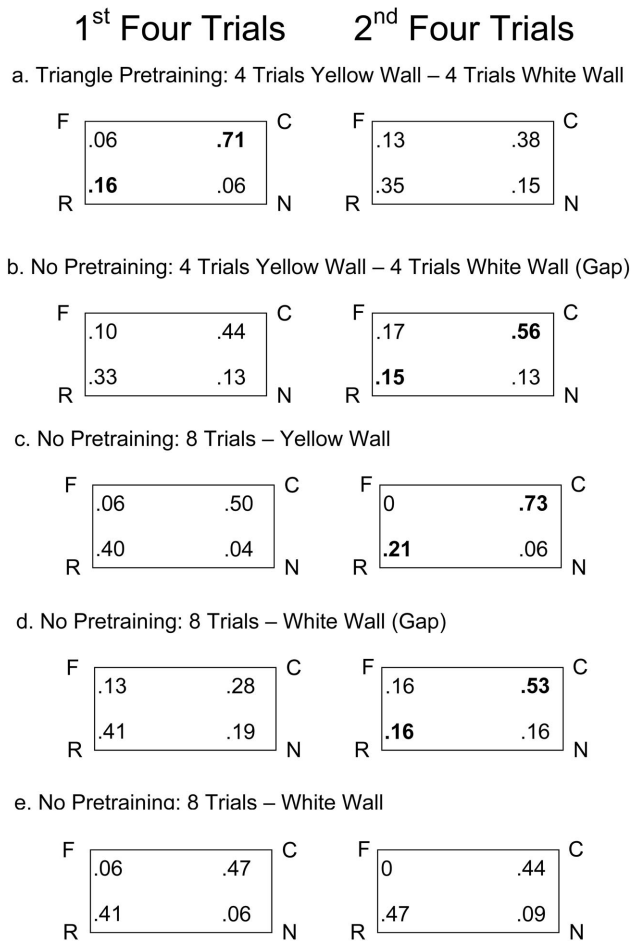 1st Four Trials 2nd Four Trials
a. Triangle Pretraining: 4 Trials Yellow Wall – 4 Trials White Wall
F C F C
.06 .71 .13 .38
.16 .06 .35 .15
R N R N
b. No Pretraining: 4 Trials Yellow Wall – 4 Trials White Wall (Gap)
F C F C
.10 .44 .17 .56
.33 .13 .15 .13
R N R N
c. No Pretraining: 8 Trials – Yellow Wall
F C F C
.06 .50 0 .73
.40 .04 .21 .06
R N R N
d. No Pretraining: 8 Trials – White Wall (Gap)
F C F C
.13 .28 .16 .53
.41 .19 .16 .16
R N R N
e. No Pretraining: 8 Trials – White Wall
F C F C
.06 .47 0 .44
.41 .06 .47 .09
R N R N